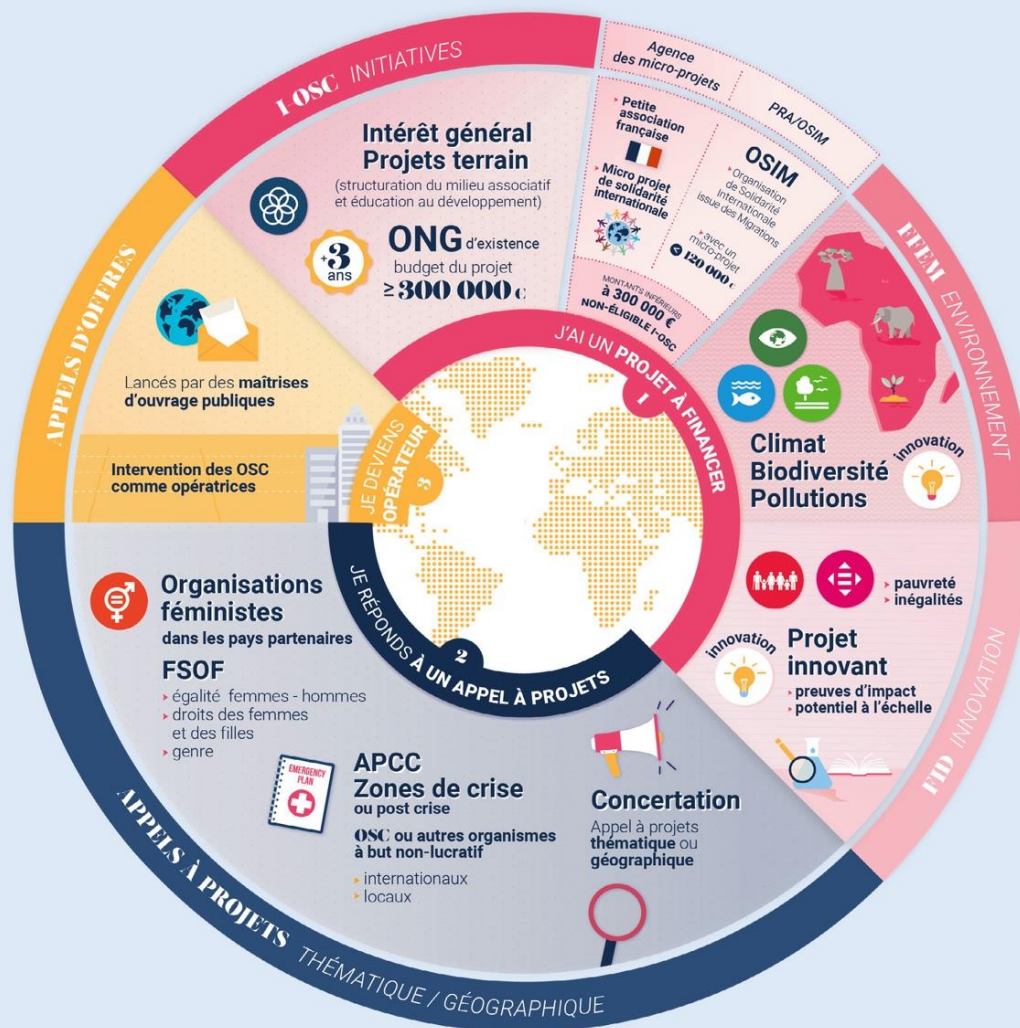 I-OSC INITIATIVES
Intérêt général
Projets terrain
(structuration du milieu associatif
et éducation au développement)
+3
ans
ONG d'existence
budget du projet
≥ 300 000 €
Agence
des micro-projets
Petite
association
française
Micro projet
de solidarité
internationale
PRA/OSIM
OSIM
Organisation
de Solidarité
Internationale
issue des Migrations
avec un
micro-projet
< 120 000 €
MONTANTS INFÉRIEURS
à 300 000 €
NON-ÉLIGIBLE I-OSC
FFEM ENVIRONNEMENT
Climat
Biodiversité
Pollutions
innovation
FID INNOVATION
pauvreté
inégalités
innovation
Projet
innovant
preuves d'impact
potentiel à l'échelle
J'AI UN PROJET À FINANCER
1
APPELS D'OFFRES
Lancés par des maîtrises
d'ouvrage publiques
Intervention des OSC
comme opératrices
JE DEVIENS
OPÉRATEUR
3
JE RÉPONDS À UN APPEL À PROJETS
2
Organisations
féministes
dans les pays partenaires
FSOF
égalité femmes - hommes
droits des femmes
et des filles
genre
EMERGENCY
PLAN
APCC
Zones de crise
ou post crise
OSC ou autres organismes
à but non-lucratif
internationaux
locaux
Concertation
Appel à projets
thématique ou
géographique
APPELS À PROJETS THÉMATIQUE / GÉOGRAPHIQUE